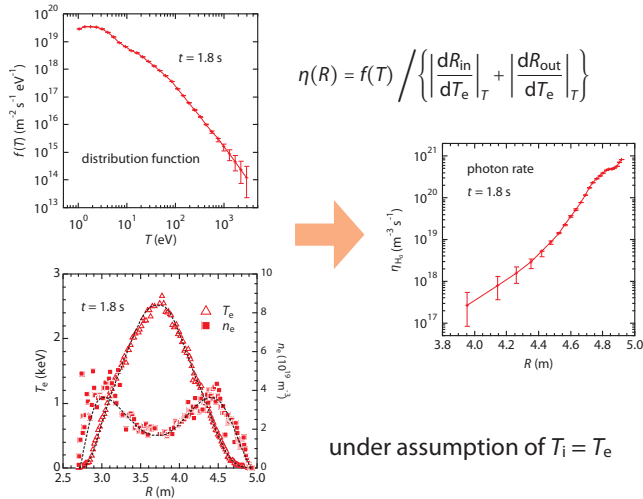 10^20
10^19
10^18
10^17
10^16
10^15
10^14
10^13
f(T) (m^-2 s^-1 eV^-1)
t = 1.8 s
distribution function
10^0 10^1 10^2 10^3
T (eV)
η(R) = f(T) / { |dR_in/dT_e|_T + |dR_out/dT_e|_T }
10^21
10^20
10^19
10^18
10^17
η_Hα (m^-3 s^-1)
photon rate
t = 1.8 s
4.0 4.2 4.4 4.6 4.8 5.0
R (m)
3
2
1
0
T_e (keV)
t = 1.8 s
T_e
n_e
10
8
6
4
2
0
n_e (10^19 m^-3)
2.5 3.0 3.5 4.0 4.5 5.0
R (m)
under assumption of T_i = T_e